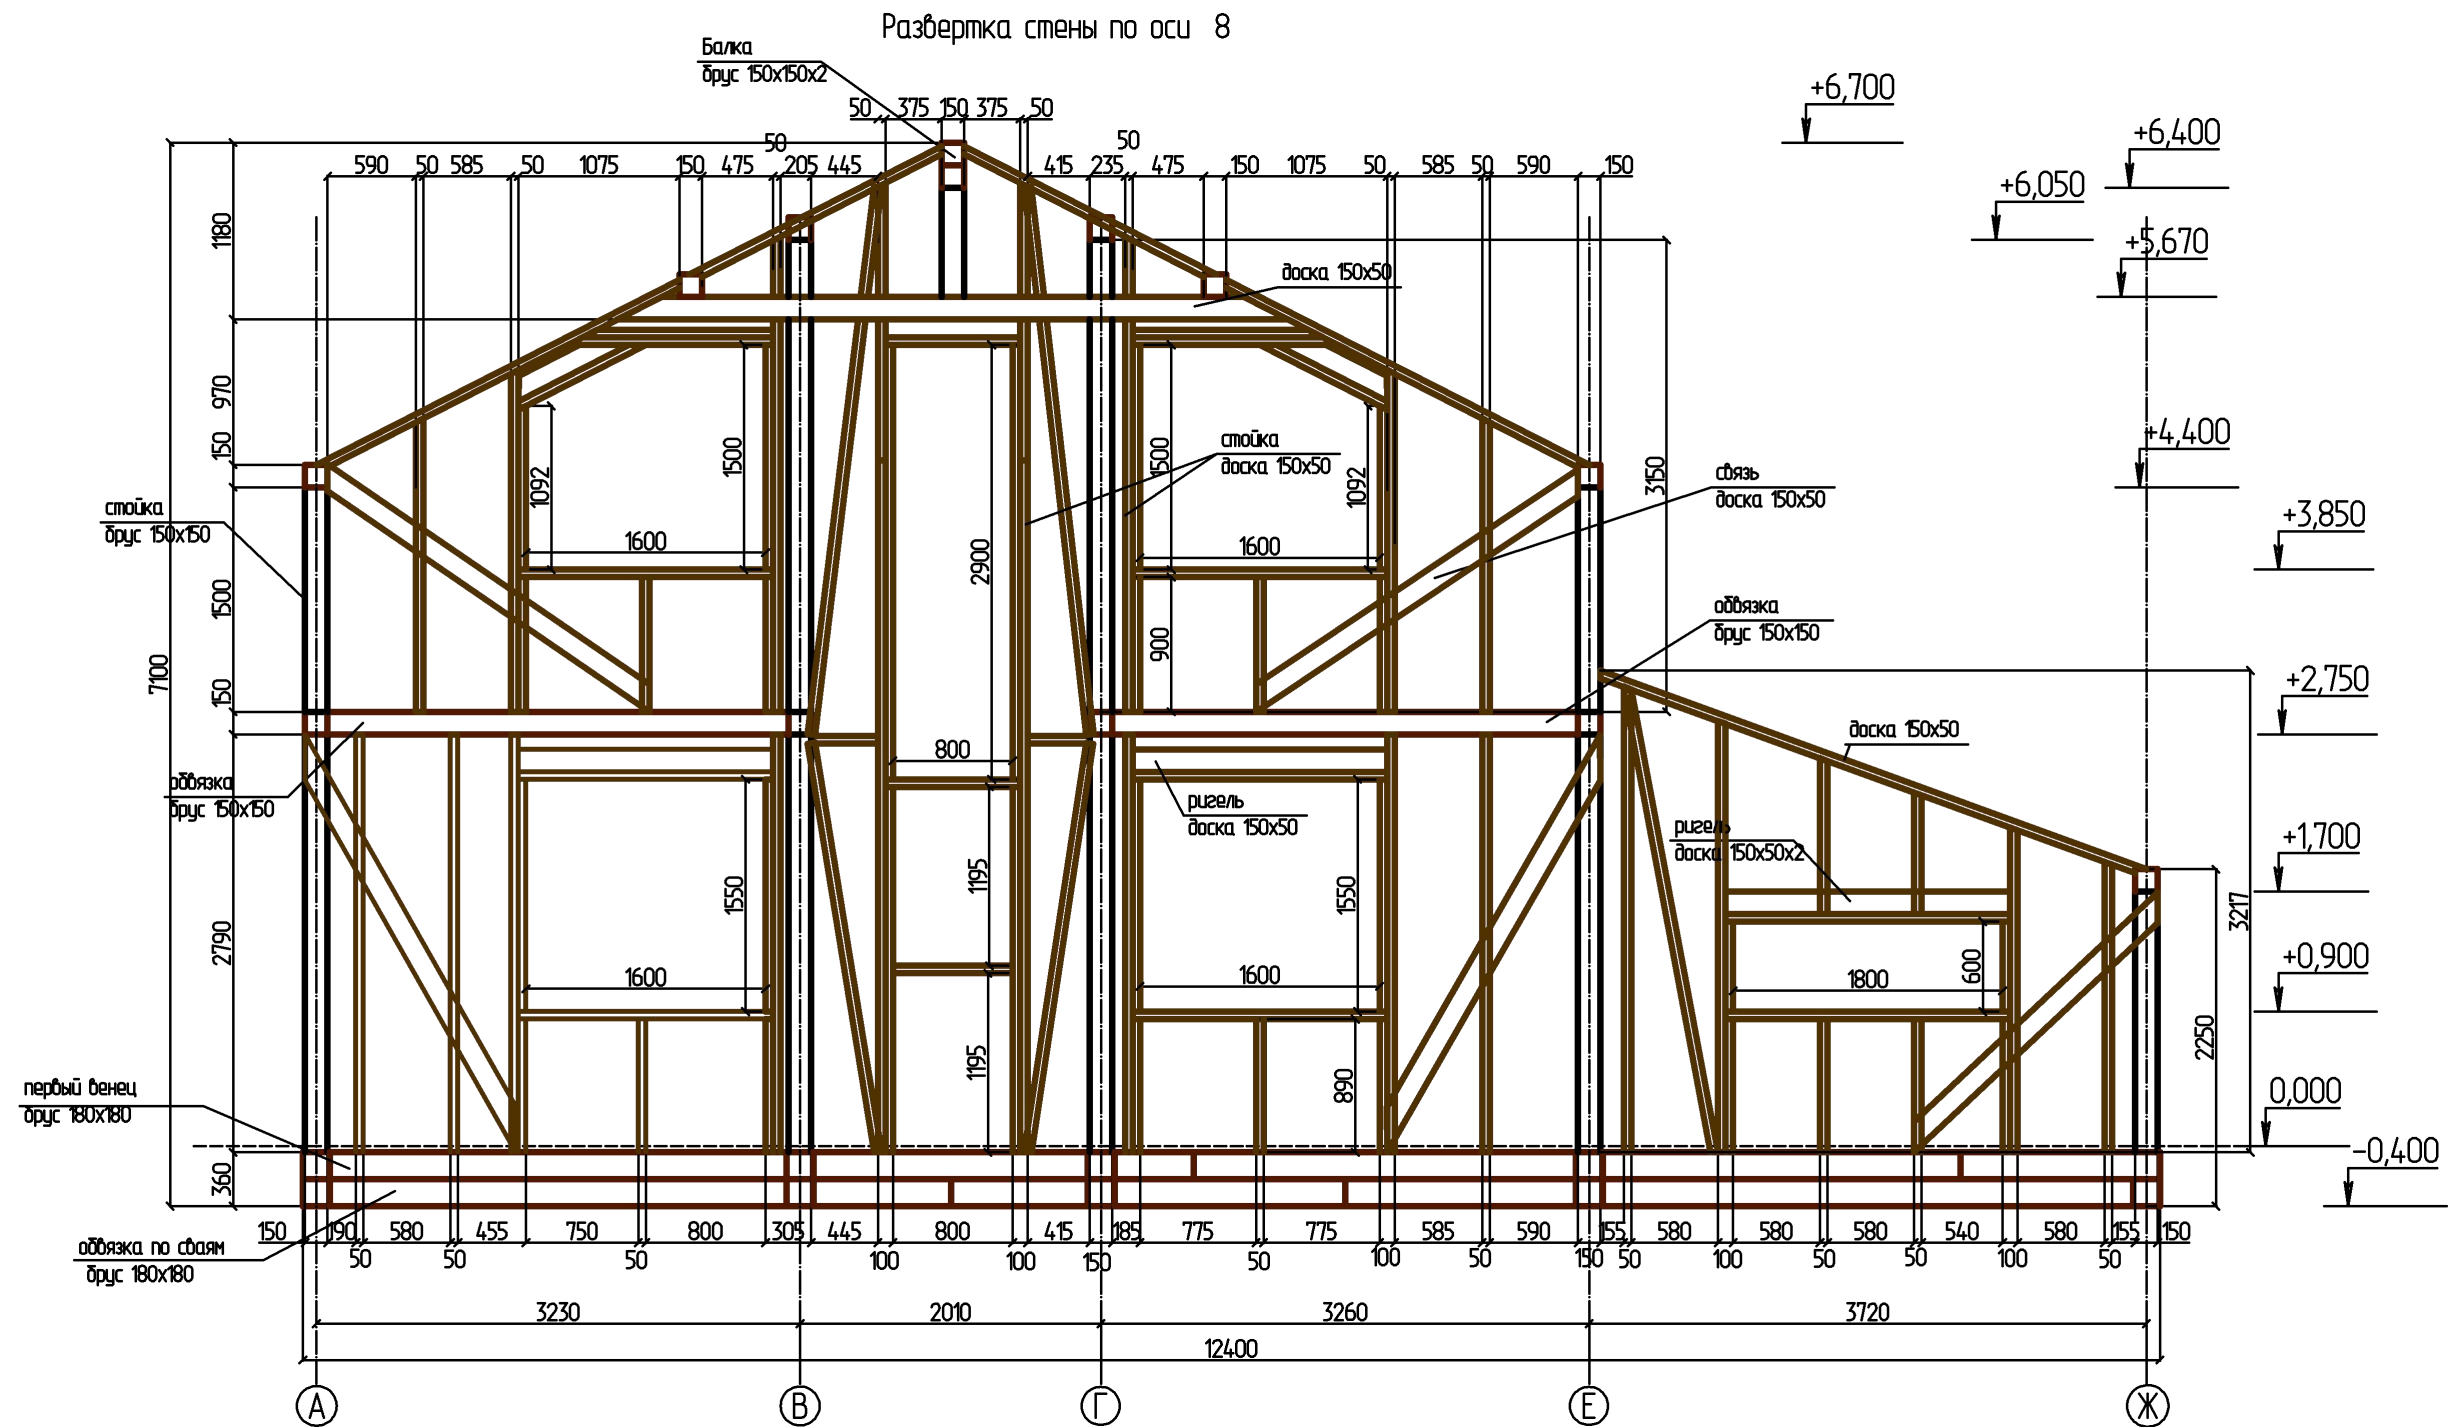 Развертка стены по оси 8
Балка
брус 150х150х2
50 375 150 375 50
50
50
590 50 585 50 1075 150 475 205 445
415 235 475 150 1075 50 585 50 590 150
+6,700
+6,400
+6,050
+5,670
+4,400
+3,850
+2,750
+1,700
+0,900
0,000
-0,400
7100
1180
970
150
1500
150
2790
360
доска 150х50
стойка
доска 150х50
связь
доска 150х50
стойка
брус 150х150
обвязка
брус 150х150
обвязка
брус 150х150
доска 150х50
ригель
доска 150х50
ригель
доска 150х50х2
первый венец
брус 180х180
обвязка по сваям
брус 180х180
1092
1500
1600
2900
1500
1092
1600
900
3150
800
1550
1600
1195
1195
1550
1600
890
1800
600
3217
2250
150 190 580 455 750 800 305 445 800 415 185 775 775 585 590 155 580 580 580 540 580 155 150
50 50 50 100 100 150 50 100 50 150 50 100 50 50 100 50
3230 2010 3260 3720
12400
А В Г Е Ж